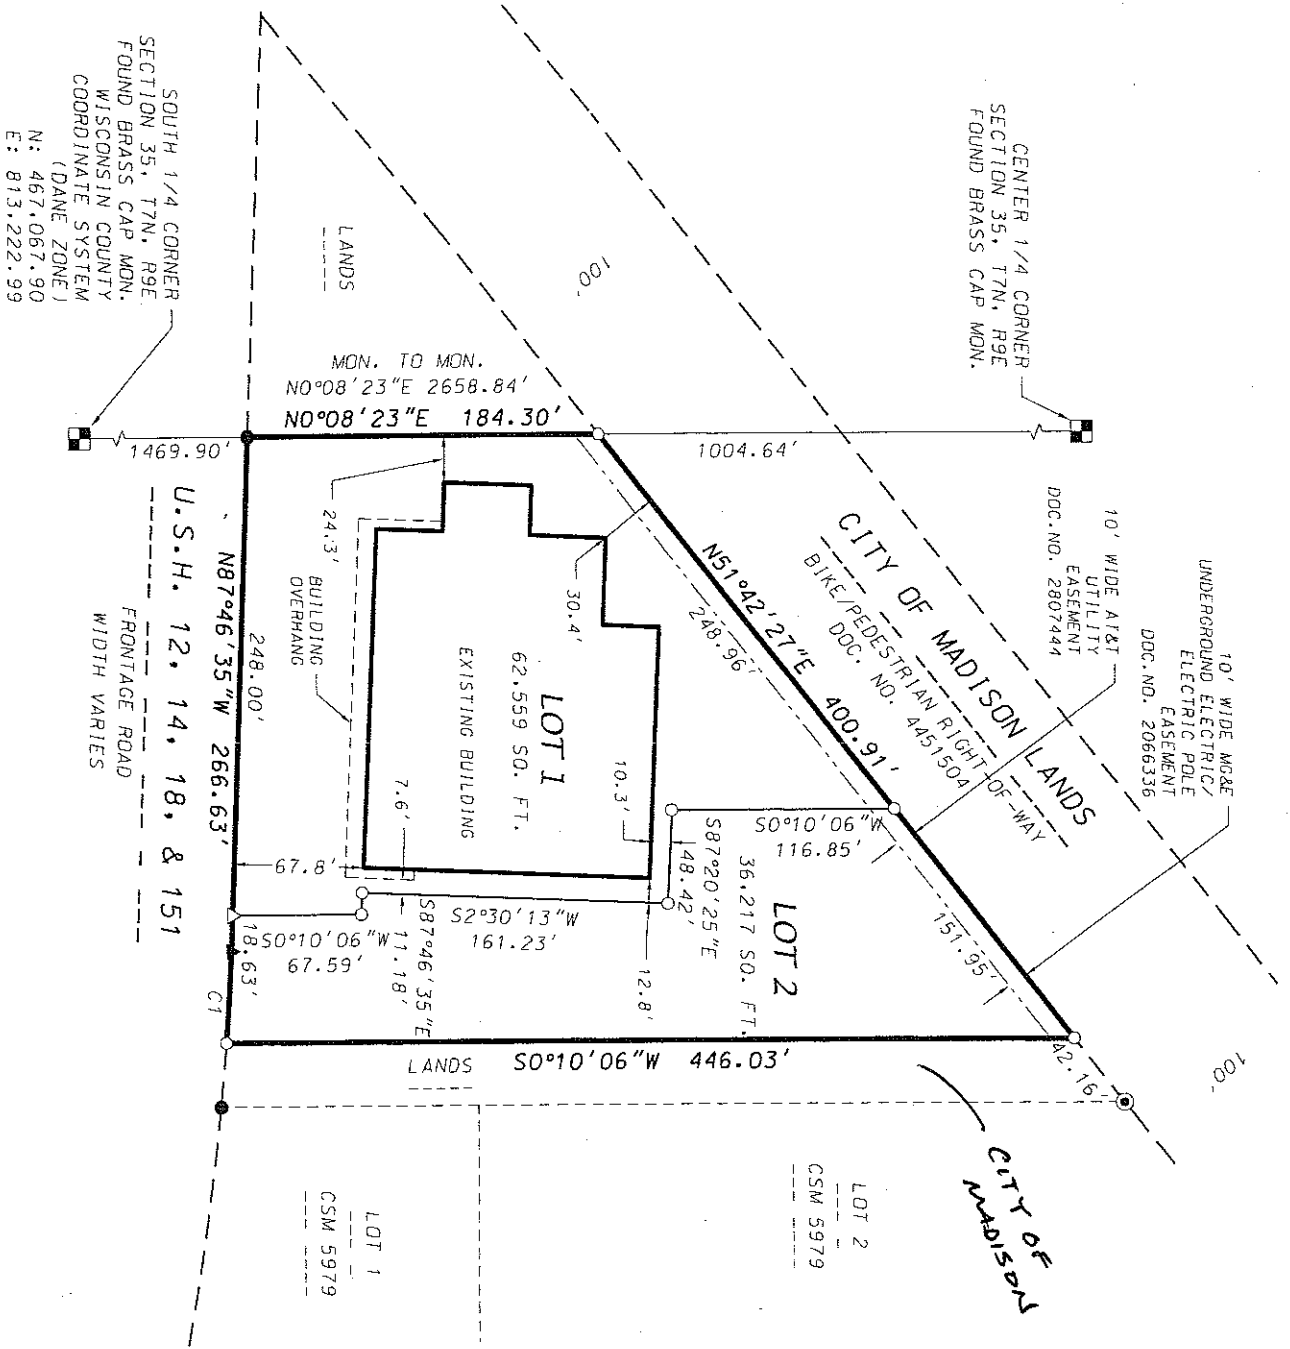 CENTER 1/4 CORNER
SECTION 35, T7N, R9E
FOUND BRASS CAP MON.
10' WIDE MG&E
UNDERGROUND ELECTRIC/
ELECTRIC POLE
EASEMENT
DOC.NO. 2066336
10' WIDE AT&T
UTILITY
EASEMENT
DOC.NO. 2807444
100'
100'
CITY OF MADISON LANDS
BIKE/PEDESTRIAN RIGHT-OF-WAY
DOC. NO. 4451504
N51°42'27"E 400.91'
248.96'
151.95'
42.16'
1004.64'
LANDS
MON. TO MON.
N0°08'23"E 2658.84'
N0°08'23"E 184.30'
1469.90'
SOUTH 1/4 CORNER
SECTION 35, T7N, R9E
FOUND BRASS CAP MON.
WISCONSIN COUNTY
COORDINATE SYSTEM
(DANE ZONE)
N: 467,067.90
E: 813,222.99
24.3'
30.4'
BUILDING
OVERHANG
LOT 1
62,559 SQ. FT.
EXISTING BUILDING
10.3'
7.6'
67.8'
12.8'
S0°10'06"W
116.85'
S87°20'25"E
48.42'
LOT 2
36,217 SQ. FT.
S2°30'13"W
161.23'
S87°46'35"E
11.18'
S0°10'06"W
67.59'
248.00'
18.63'
N87°46'35"W 266.63'
C1
U.S.H. 12, 14, 18, & 151
FRONTAGE ROAD
WIDTH VARIES
S0°10'06"W 446.03'
LANDS
CITY OF
MADISON
LOT 2
CSM 5979
LOT 1
CSM 5979